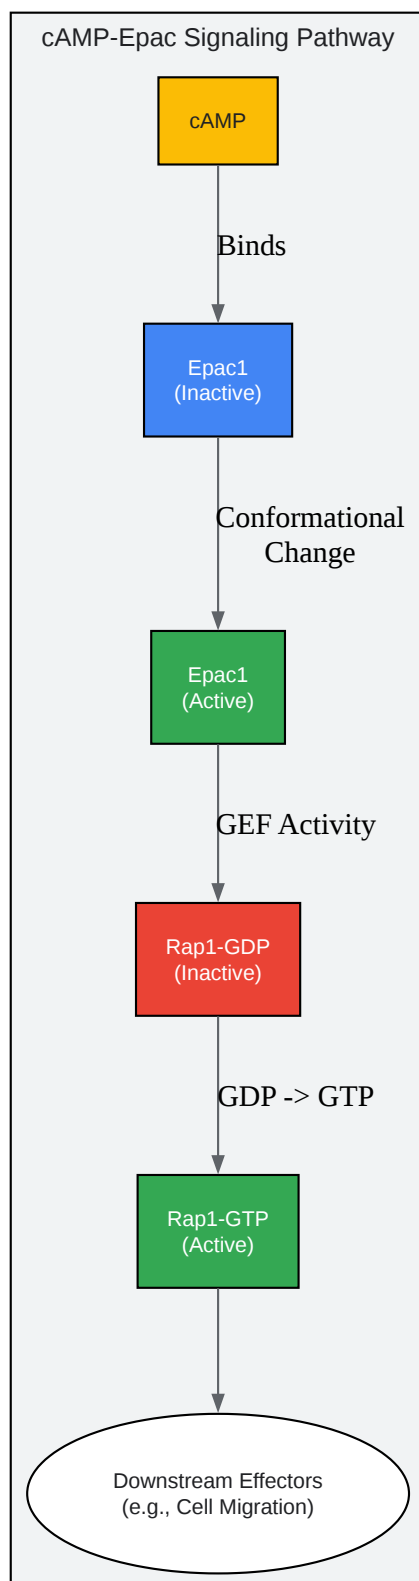 cAMP-Epac Signaling Pathway
cAMP
Binds
Epac1
(Inactive)
Conformational
Change
Epac1
(Active)
GEF Activity
Rap1-GDP
(Inactive)
GDP -> GTP
Rap1-GTP
(Active)
Downstream Effectors
(e.g., Cell Migration)